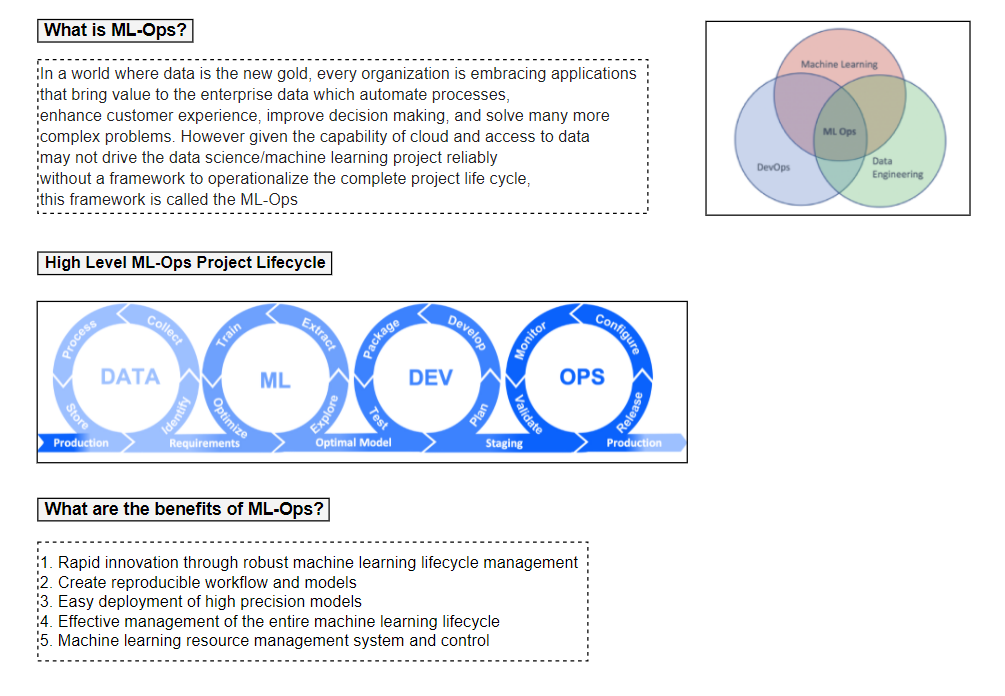 What is ML-Ops?
In a world where data is the new gold, every organization is embracing applications
that bring value to the enterprise data which automate processes,
enhance customer experience, improve decision making, and solve many more
complex problems. However given the capability of cloud and access to data
may not drive the data science/machine learning project reliably
without a framework to operationalize the complete project life cycle,
this framework is called the ML-Ops
Machine Learning
ML Ops
DevOps
Data
Engineering
High Level ML-Ops Project Lifecycle
Process
Collect
DATA
Store
Identify
Train
Extract
ML
Optimize
Explore
Package
Develop
DEV
Test
Plan
Monitor
Configure
OPS
Validate
Release
Production
Requirements
Optimal Model
Staging
Production
What are the benefits of ML-Ops?
1. Rapid innovation through robust machine learning lifecycle management
2. Create reproducible workflow and models
3. Easy deployment of high precision models
4. Effective management of the entire machine learning lifecycle
5. Machine learning resource management system and control